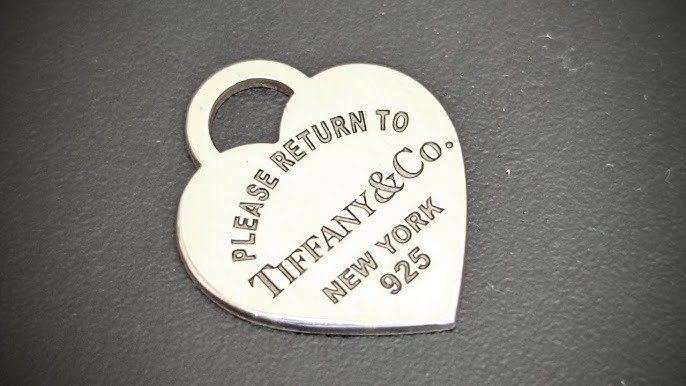 PLEASE RETURN TO
TIFFANY & Co.
NEW YORK
925